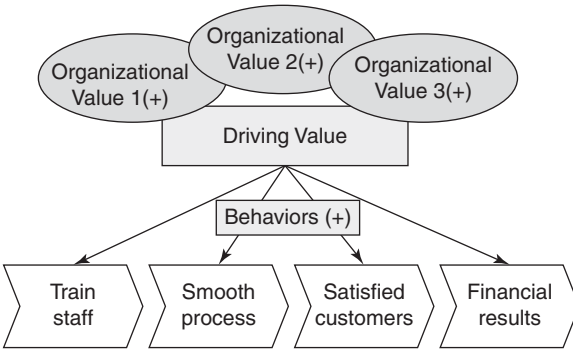 Organizational
Value 1(+)
Organizational
Value 2(+)
Organizational
Value 3(+)
Driving Value
Behaviors (+)
Train
staff
Smooth
process
Satisfied
customers
Financial
results